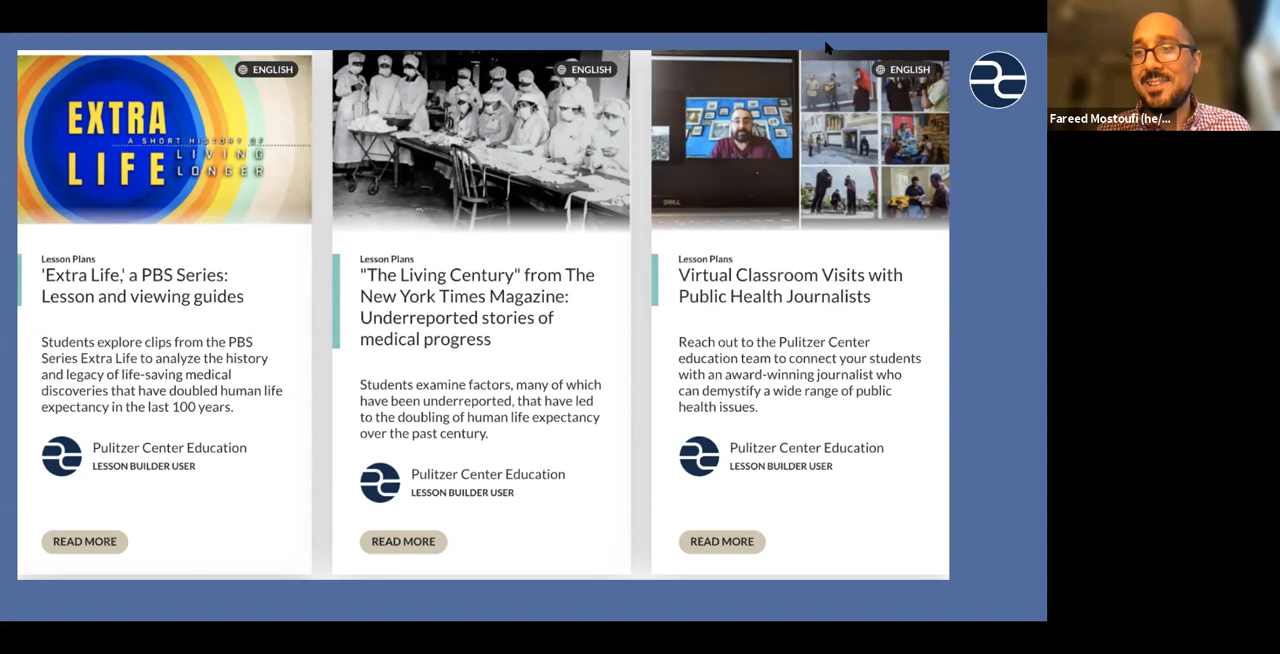 ENGLISH
EXTRA
A SHORT HISTORY OF
LIFE
LIVING
LONGER
Lesson Plans
'Extra Life,' a PBS Series:
Lesson and viewing guides
Students explore clips from the PBS
Series Extra Life to analyze the history
and legacy of life-saving medical
discoveries that have doubled human life
expectancy in the last 100 years.
Pulitzer Center Education
LESSON BUILDER USER
READ MORE
ENGLISH
Lesson Plans
"The Living Century" from The
New York Times Magazine:
Underreported stories of
medical progress
Students examine factors, many of which
have been underreported, that have led
to the doubling of human life expectancy
over the past century.
Pulitzer Center Education
LESSON BUILDER USER
READ MORE
ENGLISH
DELL
Lesson Plans
Virtual Classroom Visits with
Public Health Journalists
Reach out to the Pulitzer Center
education team to connect your students
with an award-winning journalist who
can demystify a wide range of public
health issues.
Pulitzer Center Education
LESSON BUILDER USER
READ MORE
Fareed Mostoufi (he/...